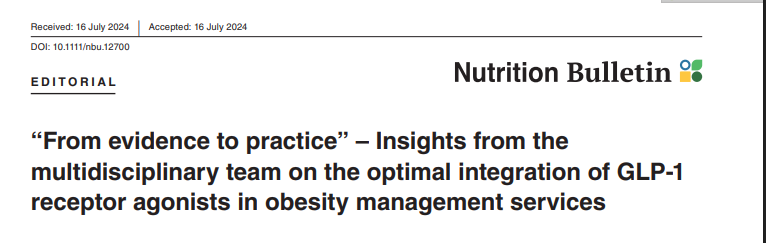 Received: 16 July 2024 | Accepted: 16 July 2024
DOI: 10.1111/nbu.12700
EDITORIAL
Nutrition Bulletin
“From evidence to practice” – Insights from the
multidisciplinary team on the optimal integration of GLP-1
receptor agonists in obesity management services